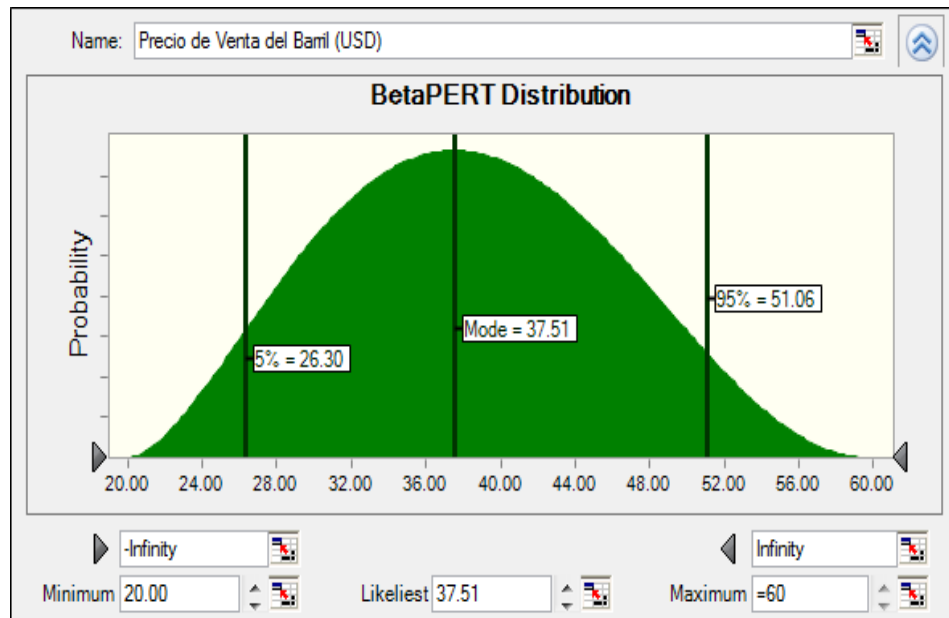 Name: Precio de Venta del Barril (USD)
BetaPERT Distribution
Probability
95% = 51.06
Mode = 37.51
5% = 26.30
20.00 24.00 28.00 32.00 36.00 40.00 44.00 48.00 52.00 56.00 60.00
-Infinity Infinity
Minimum 20.00 Likeliest 37.51 Maximum =60